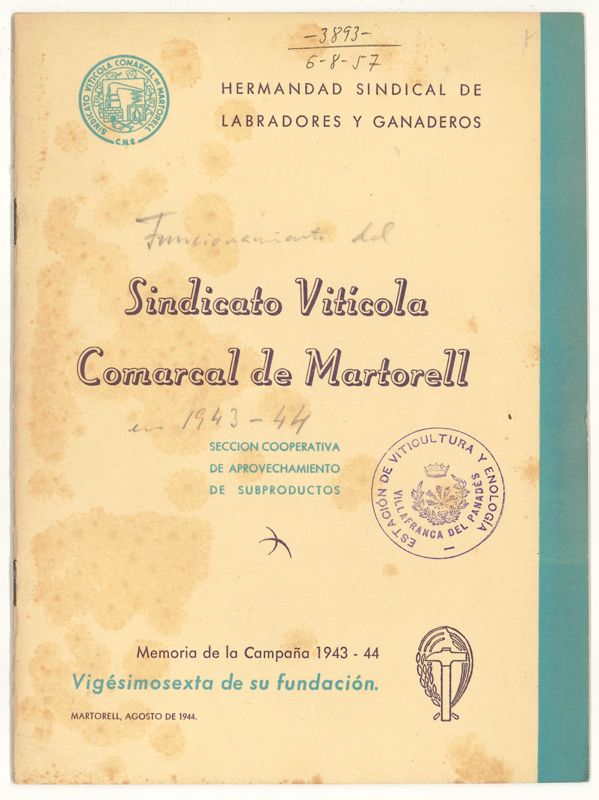 -3893-
6-8-57
SINDICATO VITÍCOLA COMARCAL DE MARTORELL
C.N.S.
HERMANDAD SINDICAL DE
LABRADORES Y GANADEROS
Funcionamiento del
Sindicato Vitícola
Comarcal de Martorell
en 1943-44
SECCION COOPERATIVA
DE APROVECHAMIENTO
DE SUBPRODUCTOS
ESTACIÓN DE VITICULTURA Y ENOLOGÍA
VILLAFRANCA DEL PANADÉS
Memoria de la Campaña 1943 - 44
Vigésimosexta de su fundación.
MARTORELL, AGOSTO DE 1944.